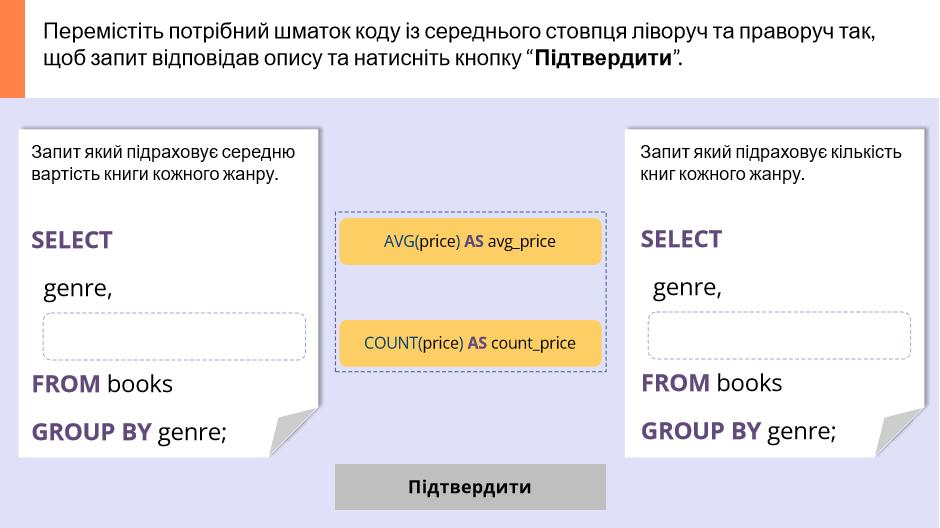 Перемістіть потрібний шматок коду із середнього стовпця ліворуч та праворуч так,
щоб запит відповідав опису та натисніть кнопку “Підтвердити”.
Запит який підраховує середню
вартість книги кожного жанру.
SELECT
genre,
FROM books
GROUP BY genre;
AVG(price) AS avg_price
COUNT(price) AS count_price
Підтвердити
Запит який підраховує кількість
книг кожного жанру.
SELECT
genre,
FROM books
GROUP BY genre;